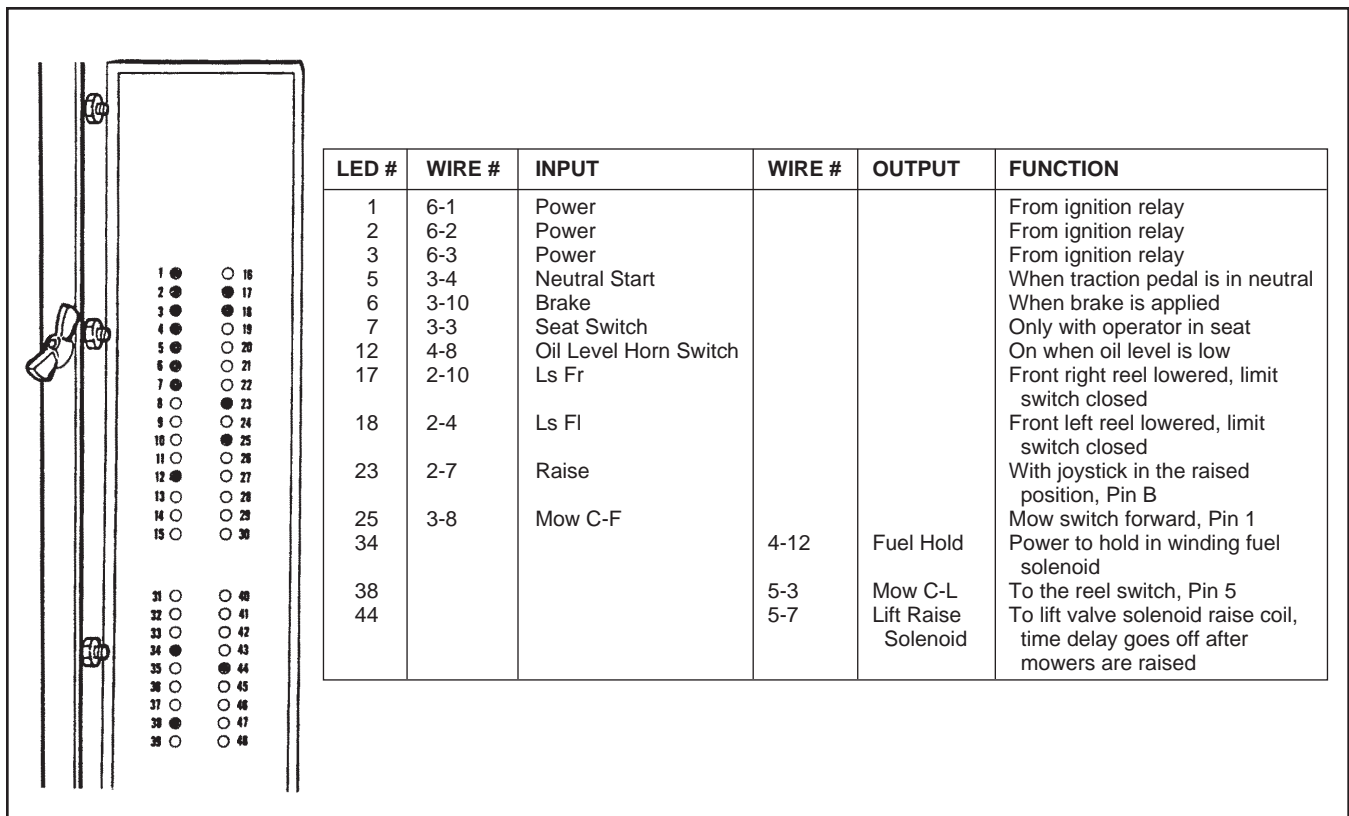 1 16
2 17
3 18
4 19
5 20
6 21
7 22
8 23
9 24
10 25
11 26
12 27
13 28
14 29
15 30
31 40
32 41
33 42
34 43
35 44
36 45
37 46
38 47
39 48
LED # WIRE # INPUT WIRE # OUTPUT FUNCTION
1 6-1 Power From ignition relay
2 6-2 Power From ignition relay
3 6-3 Power From ignition relay
5 3-4 Neutral Start When traction pedal is in neutral
6 3-10 Brake When brake is applied
7 3-3 Seat Switch Only with operator in seat
12 4-8 Oil Level Horn Switch On when oil level is low
17 2-10 Ls Fr Front right reel lowered, limit
switch closed
18 2-4 Ls Fl Front left reel lowered, limit
switch closed
23 2-7 Raise With joystick in the raised
position, Pin B
25 3-8 Mow C-F Mow switch forward, Pin 1
34 4-12 Fuel Hold Power to hold in winding fuel
solenoid
38 5-3 Mow C-L To the reel switch, Pin 5
44 5-7 Lift Raise To lift valve solenoid raise coil,
Solenoid time delay goes off after
mowers are raised